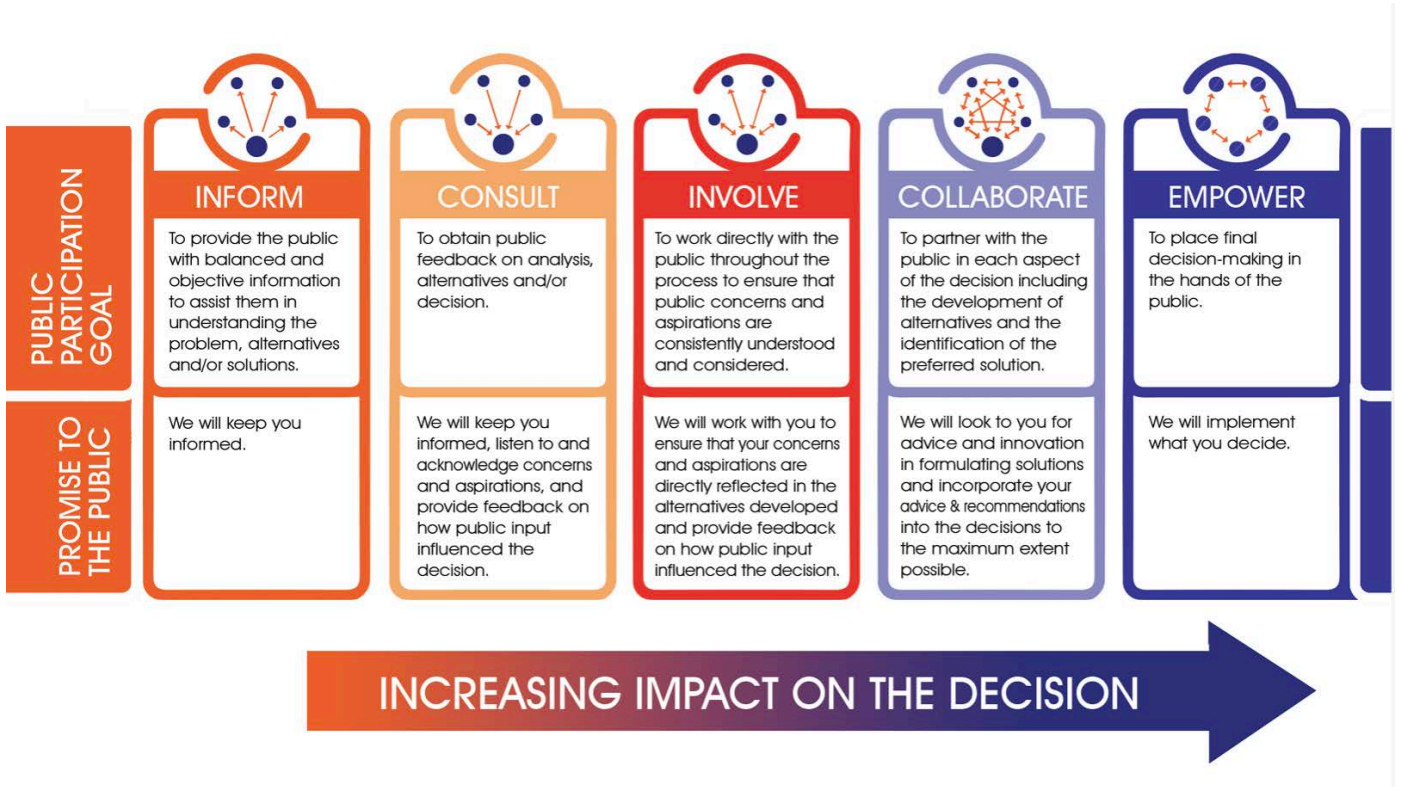 PUBLIC
PARTICIPATION
GOAL
INFORM
To provide the public
with balanced and
objective information
to assist them in
understanding the
problem, alternatives
and/or solutions.
CONSULT
To obtain public
feedback on analysis,
alternatives and/or
decision.
INVOLVE
To work directly with the
public throughout the
process to ensure that
public concerns and
aspirations are
consistently understood
and considered.
COLLABORATE
To partner with the
public in each aspect
of the decision including
the development of
alternatives and the
identification of the
preferred solution.
EMPOWER
To place final
decision-making in
the hands of the
public.
PROMISE TO
THE PUBLIC
We will keep you
informed.
We will keep you
informed, listen to and
acknowledge concerns
and aspirations, and
provide feedback on
how public input
influenced the
decision.
We will work with you to
ensure that your concerns
and aspirations are
directly reflected in the
alternatives developed
and provide feedback
on how public input
influenced the decision.
We will look to you for
advice and innovation
in formulating solutions
and incorporate your
advice & recommendations
into the decisions to
the maximum extent
possible.
We will implement
what you decide.
INCREASING IMPACT ON THE DECISION